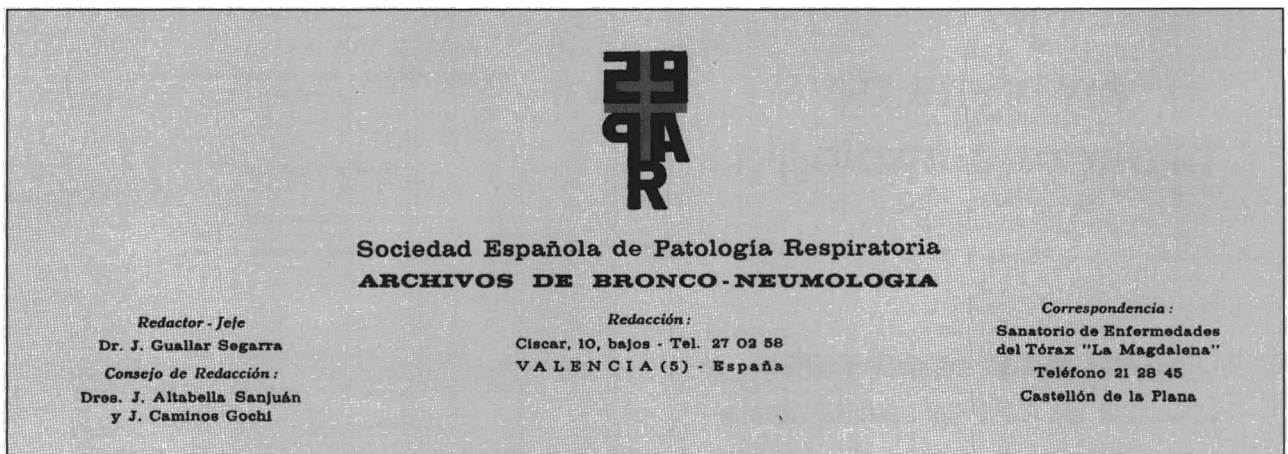 SEPAR
Sociedad Española de Patología Respiratoria
ARCHIVOS DE BRONCO-NEUMOLOGIA
Redactor-Jefe
Dr. J. Guallar Segarra
Consejo de Redacción:
Dres. J. Altabella Sanjuán
y J. Caminos Gochi
Redacción:
Ciscar, 10, bajos - Tel. 27 02 58
VALENCIA (5) - España
Correspondencia:
Sanatorio de Enfermedades
del Tórax "La Magdalena"
Teléfono 21 28 45
Castellón de la Plana